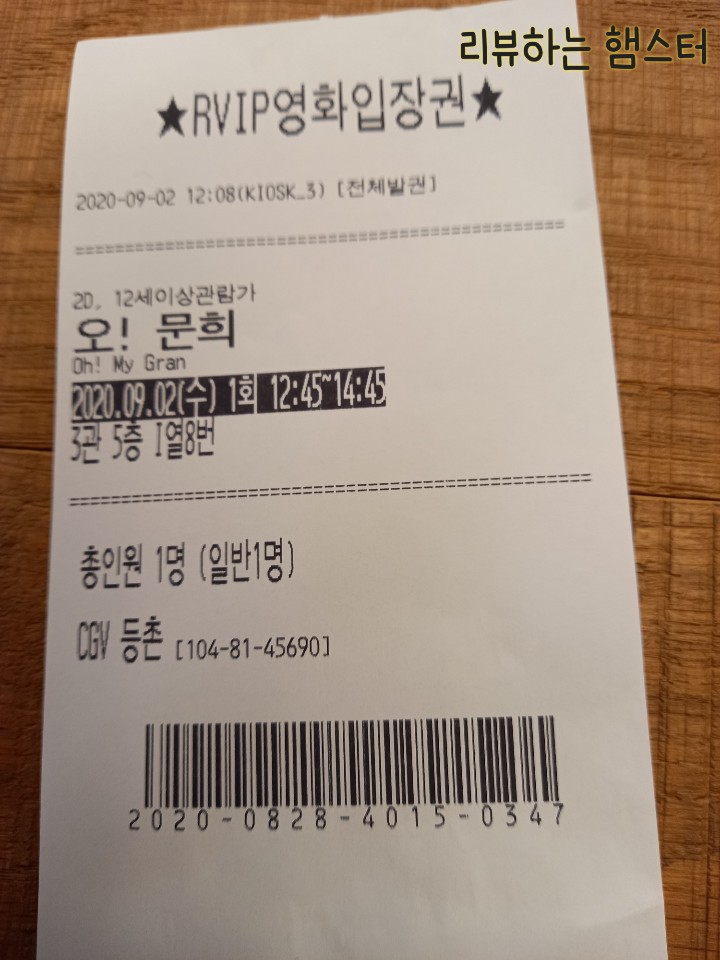 리뷰하는 햄스터
★RVIP영화입장권★
2020-09-02 12:08(KIOSK_3) [전체발권]
==================================================
2D, 12세이상관람가
오! 문희
Oh! My Gran
2020.09.02(수) 1회 12:45~14:45
3관 5층 I열8번
==================================================
총인원 1명 (일반1명)
CGV 등촌 [104-81-45690]
2020-0828-4015-0347